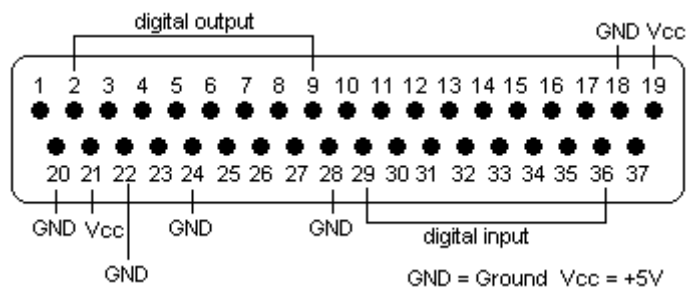 digital output
GND Vcc
1 2 3 4 5 6 7 8 9 10 11 12 13 14 15 16 17 18 19
20 21 22 23 24 25 26 27 28 29 30 31 32 33 34 35 36 37
GND Vcc GND GND digital input
GND GND = Ground Vcc = +5V